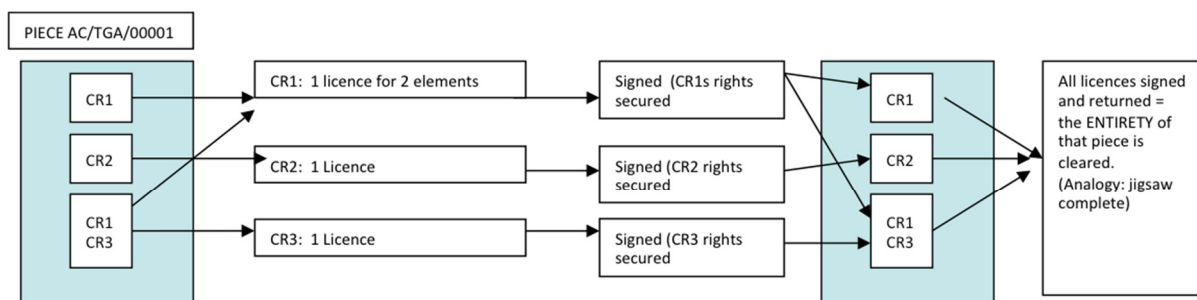 PIECE AC/TGA/00001
CR1
CR2
CR1
CR3
CR1:  1 licence for 2 elements
CR2:  1 Licence
CR3:  1 Licence
Signed  (CR1s rights
secured
Signed (CR2 rights
secured
Signed (CR3 rights
secured
CR1
CR2
CR1
CR3
All licences signed
and returned =
the ENTIRETY of
that piece is
cleared.
(Analogy: jigsaw
complete)